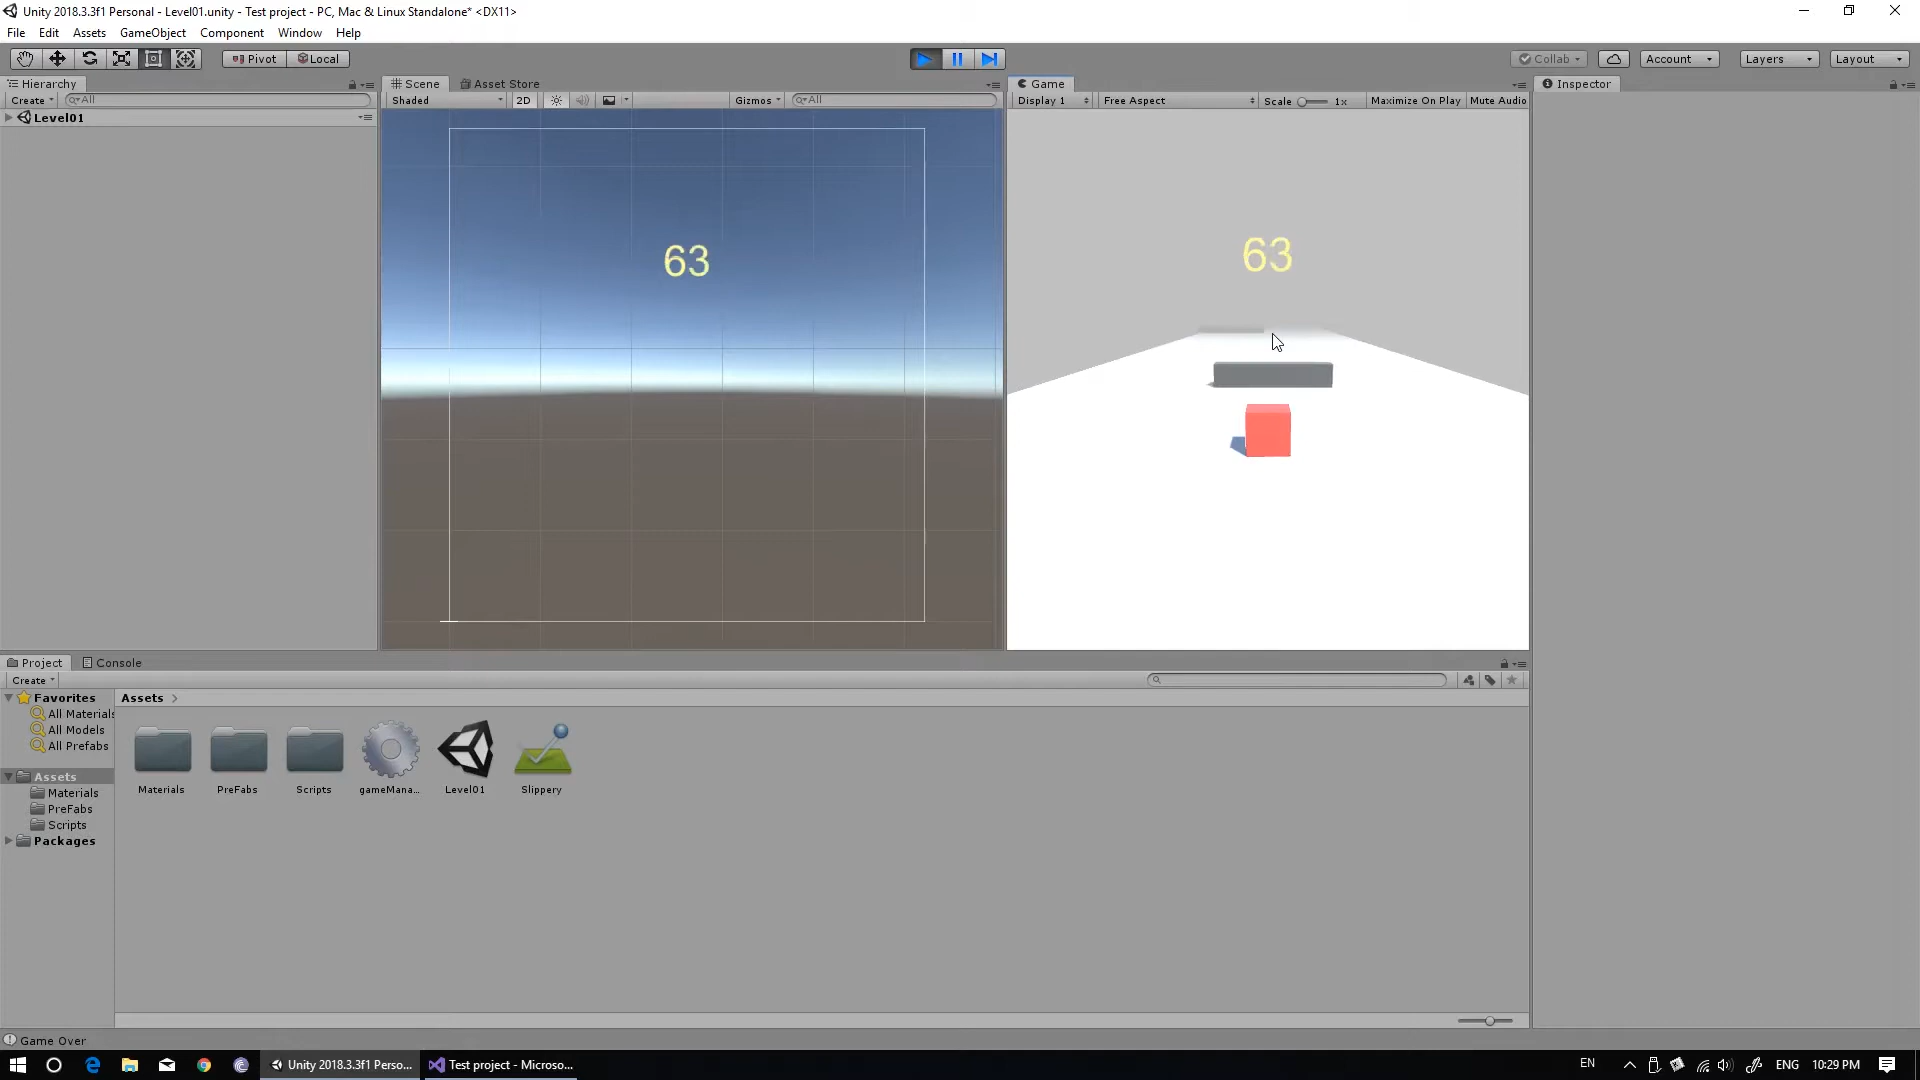 Unity 2018.3.3f1 Personal - Level01.unity - Test project - PC, Mac & Linux Standalone* <DX11>
File Edit Assets GameObject Component Window Help
Pivot Local Collab Account Layers Layout
Hierarchy Scene Asset Store Game Inspector
Create All Shaded 2D Gizmos All Display 1 Free Aspect Scale 1x Maximize On Play Mute Audio
Level01
63
63
Project Console
Create
Favorites Assets
All Materials
All Models
All Prefabs
Assets
Materials
PreFabs
Scripts
Packages
Materials PreFabs Scripts gameMana... Level01 Slippery
Game Over
Unity 2018.3.3f1 Perso... Test project - Microso... EN ENG 10:29 PM